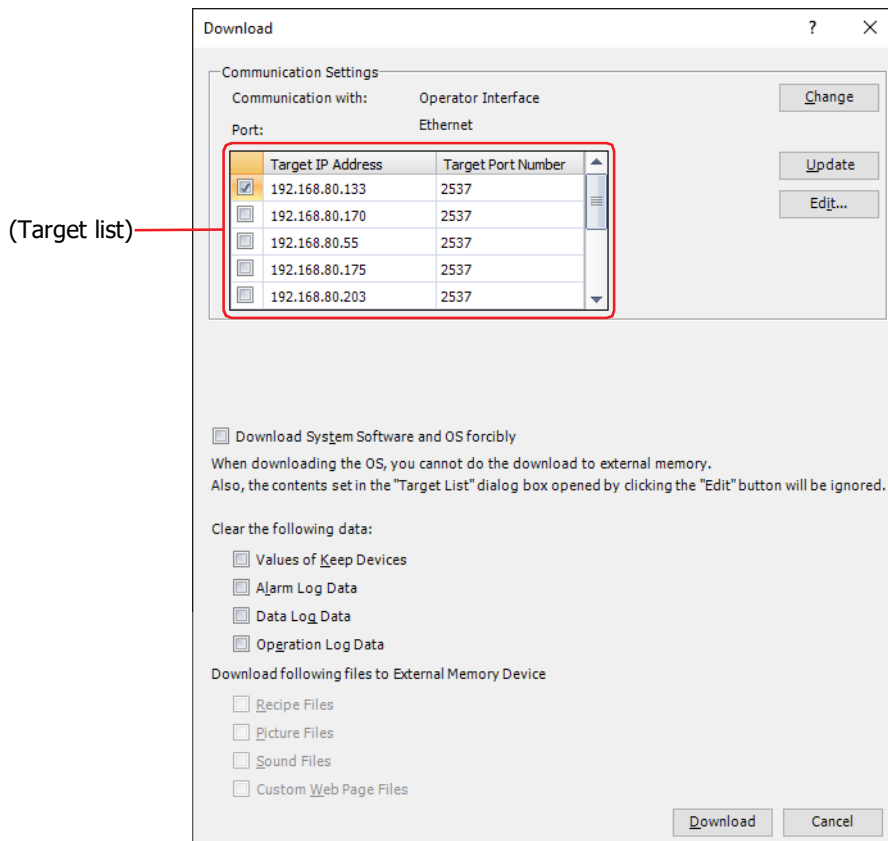 Download ?
Communication Settings
Communication with: Operator Interface Change
Port: Ethernet
Target IP Address Target Port Number Update
192.168.80.133 2537
Edit...
192.168.80.170 2537
(Target list) 192.168.80.55 2537
192.168.80.175 2537
192.168.80.203 2537
Download System Software and OS forcibly
When downloading the OS, you cannot do the download to external memory.
Also, the contents set in the "Target List" dialog box opened by clicking the "Edit" button will be ignored.
Clear the following data:
Values of Keep Devices
Alarm Log Data
Data Log Data
Operation Log Data
Download following files to External Memory Device
Recipe Files
Picture Files
Sound Files
Custom Web Page Files
Download Cancel